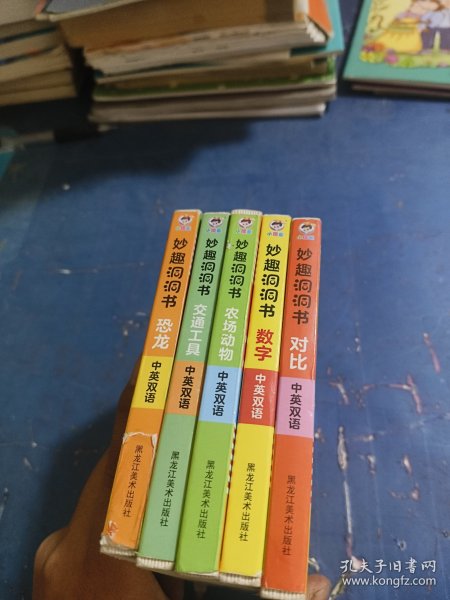 妙趣洞洞书
恐龙
中英双语
黑龙江美术出版社
妙趣洞洞书
交通工具
中英双语
黑龙江美术出版社
妙趣洞洞书
农场动物
中英双语
黑龙江美术出版社
妙趣洞洞书
数字
中英双语
黑龙江美术出版社
妙趣洞洞书
对比
中英双语
黑龙江美术出版社
孔夫子旧书网
www.kongfz.com